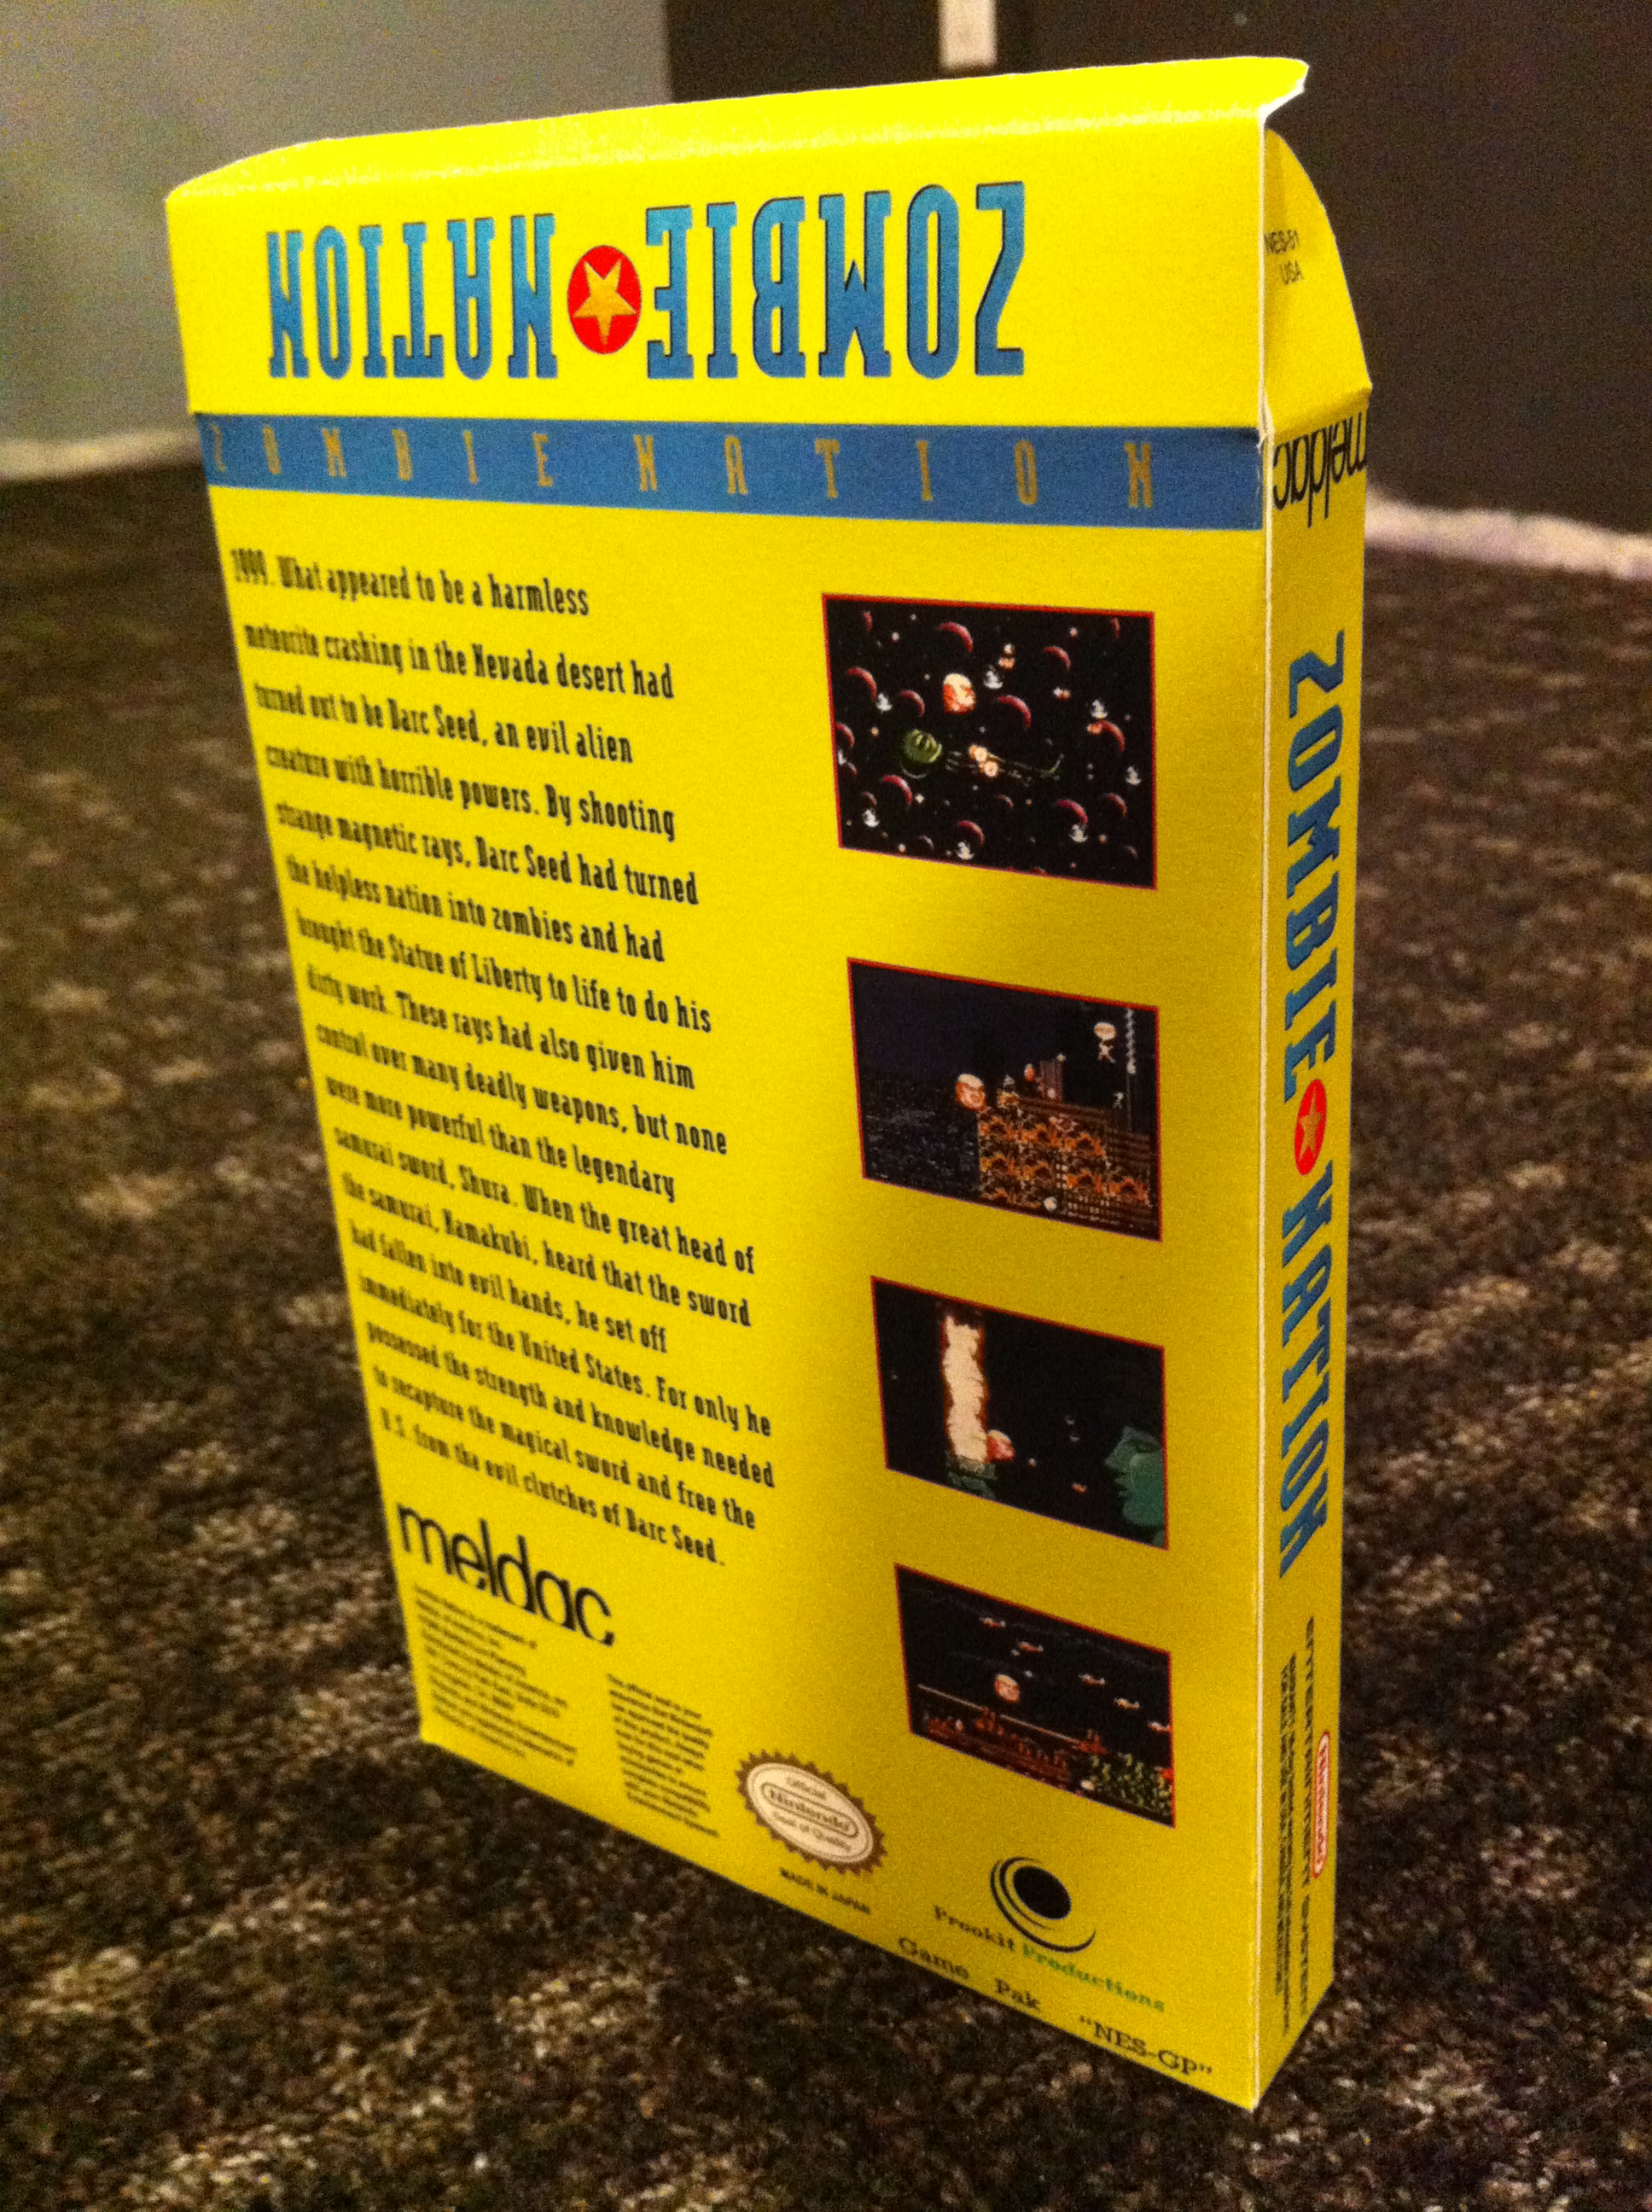 ZOMBIE NATION
ZOMBIE NATION
1999. What appeared to be a harmless
meteorite crashing in the Nevada desert had
turned out to be Darc Seed, an evil alien
creature with horrible powers. By shooting
strange magnetic rays, Darc Seed had turned
the helpless nation into zombies and had
brought the Statue of Liberty to life to do his
dirty work. These rays had also given him
control over many deadly weapons, but none
were more powerful than the legendary
samurai sword, Shura. When the great head of
the samurai, Namakubi, heard that the sword
had fallen into evil hands, he set off
immediately for the United States. For only he
possessed the strength and knowledge needed
to recapture the magical sword and free the
U.S. from the evil clutches of Darc Seed.
meldac
Official
Nintendo
Seal of Quality
MADE IN JAPAN
Prookit Productions
Game Pak "NES-GP"
NES-61
USA
meldac
ZOMBIE NATION
Nintendo